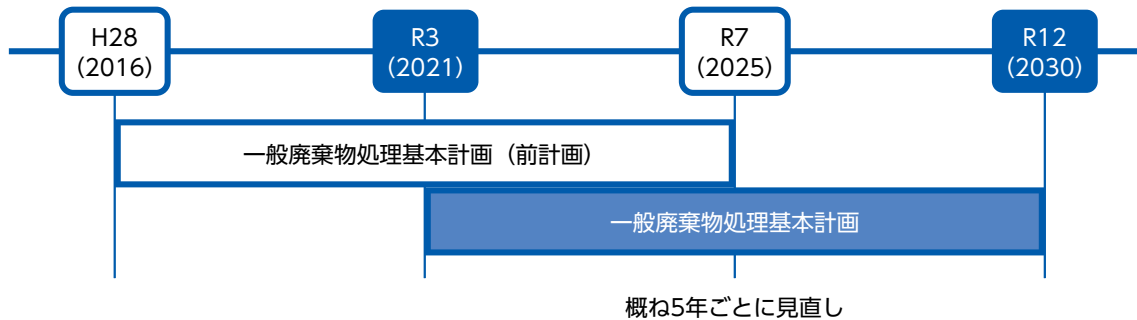 H28
(2016)
R3
(2021)
R7
(2025)
R12
(2030)
一般廃棄物処理基本計画（前計画）
一般廃棄物処理基本計画
概ね5年ごとに見直し